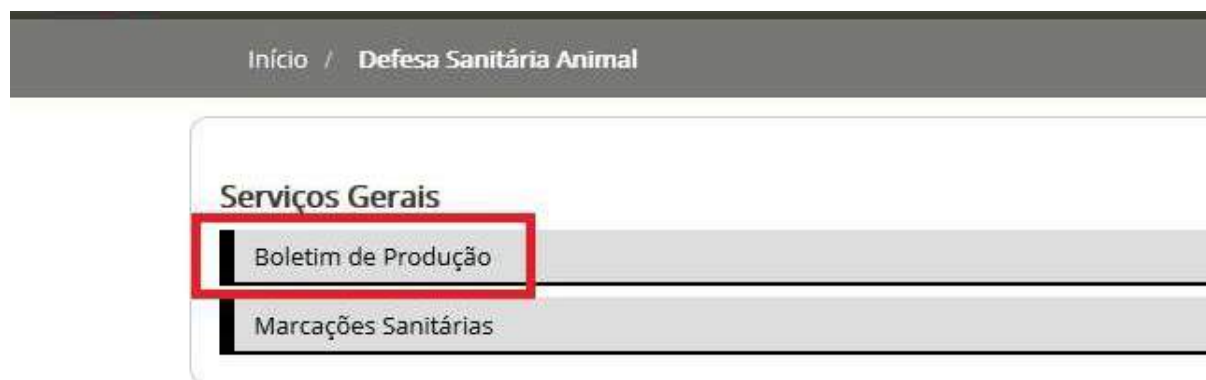 Início / Defesa Sanitária Animal
Serviços Gerais
Boletim de Produção
Marcações Sanitárias